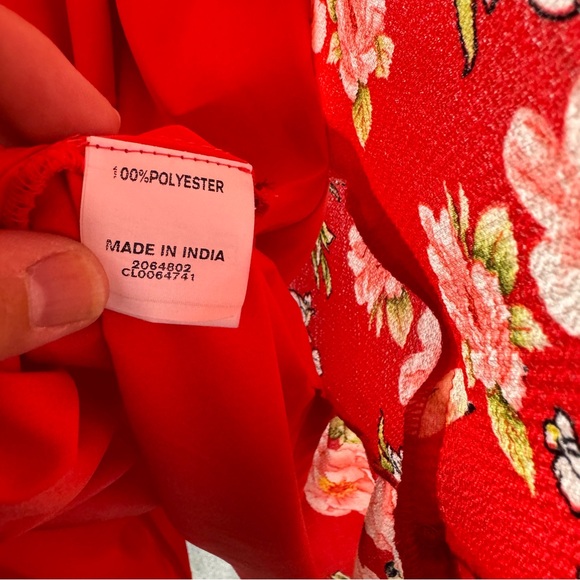 100%POLYESTER
MADE IN INDIA
2064802
CL0064741